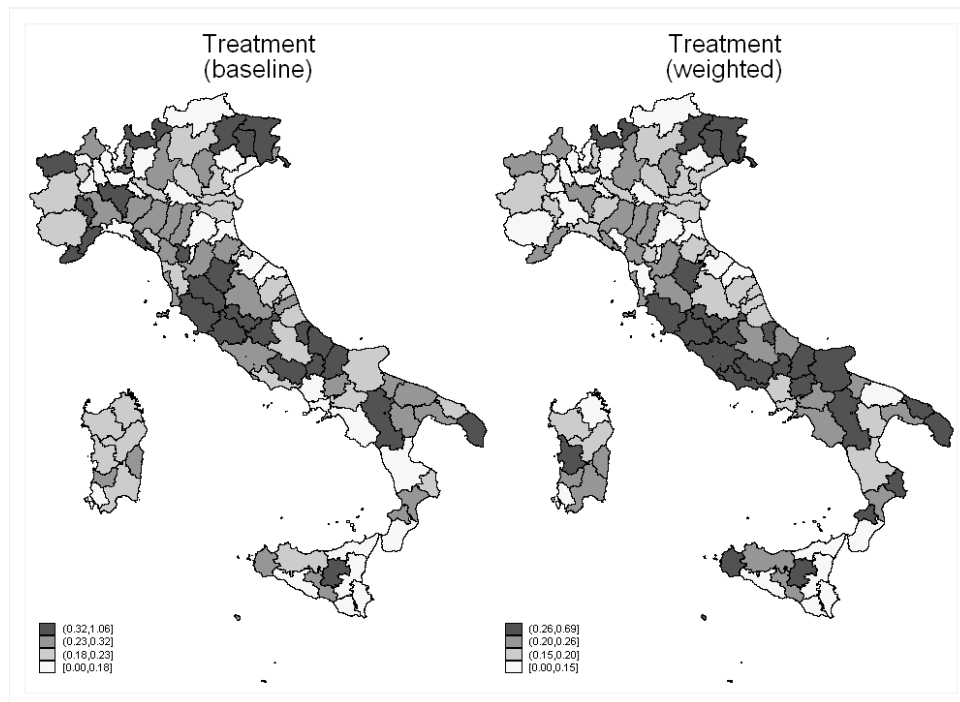 Treatment
(baseline)
Treatment
(weighted)
(0.32,1.06]
(0.23,0.32]
(0.18,0.23]
[0.00,0.18]
(0.26,0.69]
(0.20,0.26]
(0.15,0.20]
[0.00,0.15]